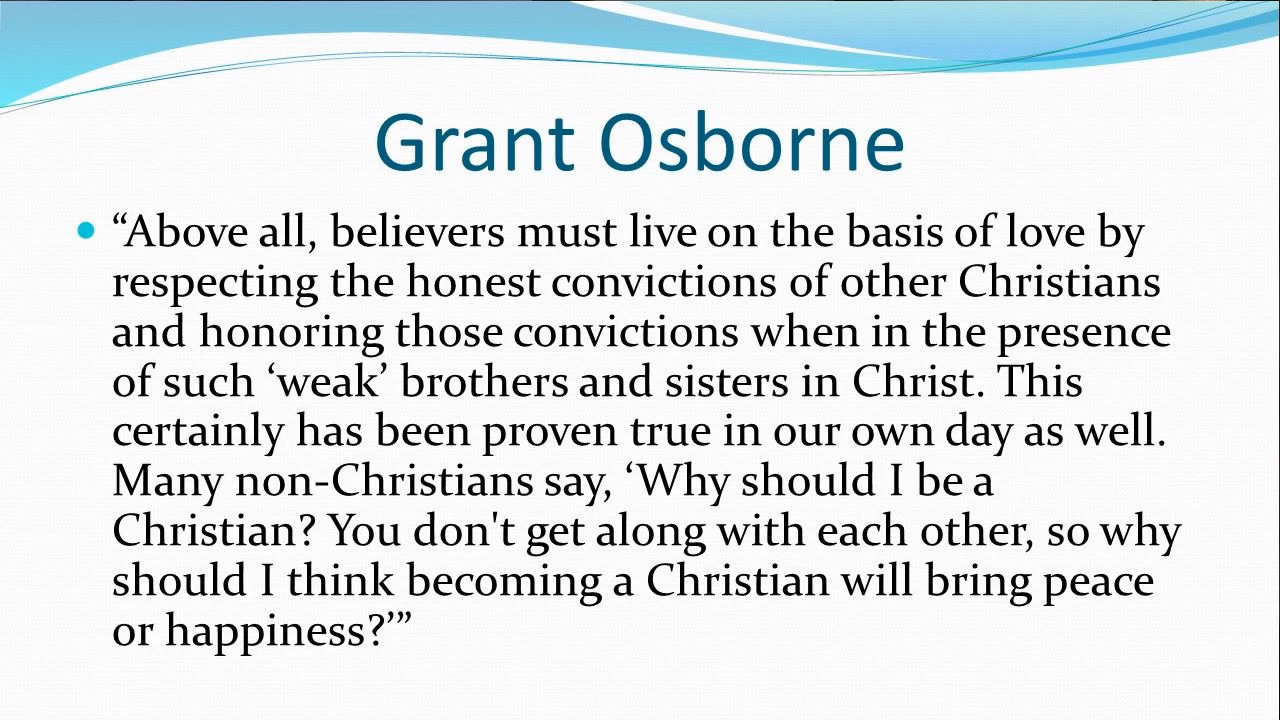 Grant Osborne
• “Above all, believers must live on the basis of love by
respecting the honest convictions of other Christians
and honoring those convictions when in the presence
of such ‘weak’ brothers and sisters in Christ. This
certainly has been proven true in our own day as well.
Many non-Christians say, ‘Why should I be a
Christian? You don't get along with each other, so why
should I think becoming a Christian will bring peace
or happiness?’”